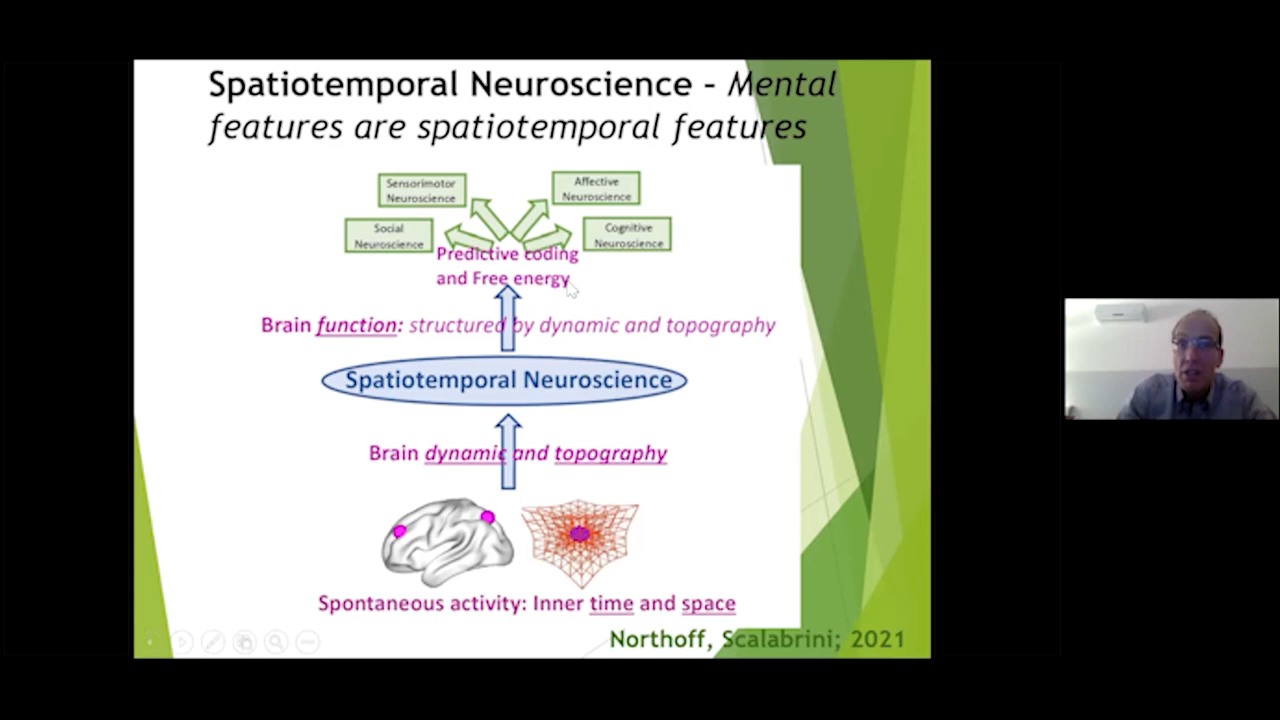 Spatiotemporal Neuroscience – Mental
features are spatiotemporal features
Sensorimotor
Neuroscience
Affective
Neuroscience
Social
Neuroscience
Cognitive
Neuroscience
Predictive coding
and Free energy
Brain function: structured by dynamic and topography
Spatiotemporal Neuroscience
Brain dynamic and topography
Spontaneous activity: Inner time and space
Northoff, Scalabrini; 2021